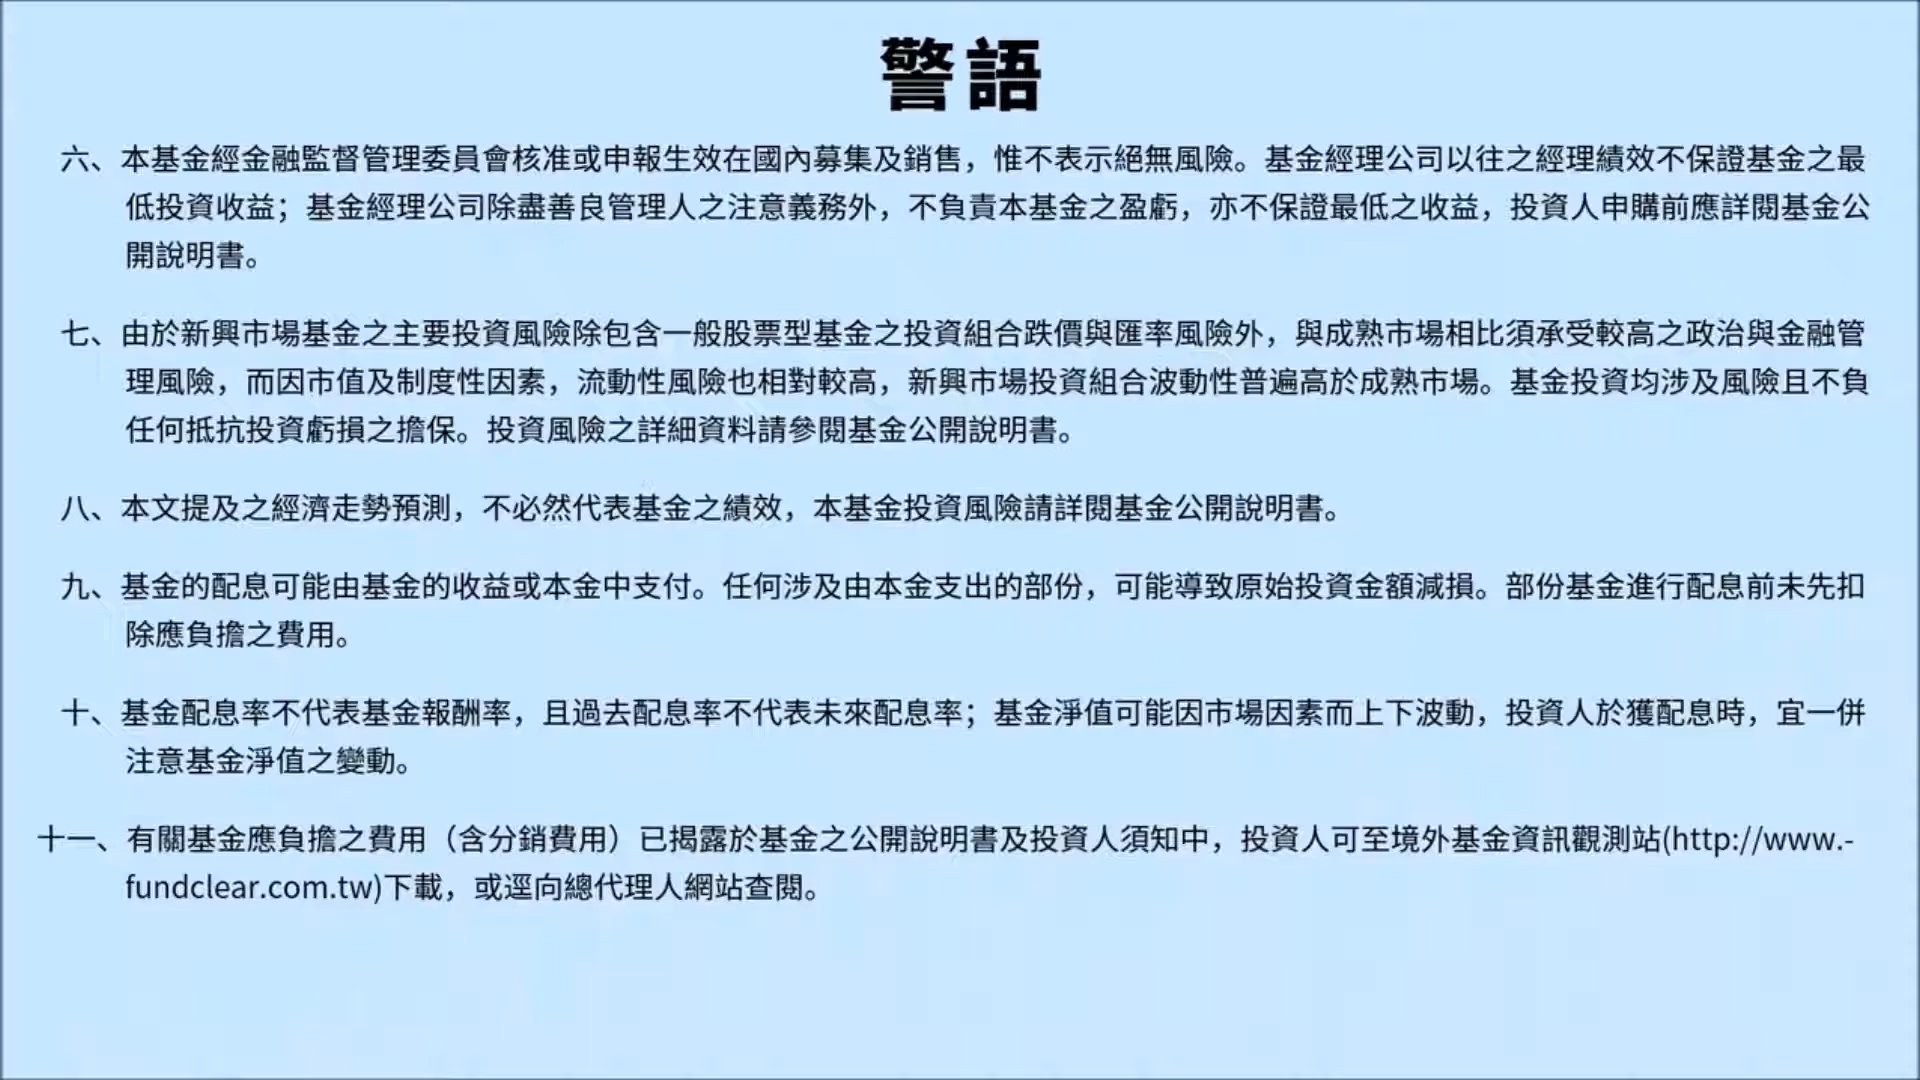 警語
六、本基金經金融監督管理委員會核准或申報生效在國內募集及銷售，惟不表示絕無風險。基金經理公司以往之經理績效不保證基金之最
低投資收益；基金經理公司除盡善良管理人之注意義務外，不負責本基金之盈虧，亦不保證最低之收益，投資人申購前應詳閱基金公
開說明書。
七、由於新興市場基金之主要投資風險除包含一般股票型基金之投資組合跌價與匯率風險外，與成熟市場相比須承受較高之政治與金融管
理風險，而因市值及制度性因素，流動性風險也相對較高，新興市場投資組合波動性普遍高於成熟市場。基金投資均涉及風險且不負
任何抵抗投資虧損之擔保。投資風險之詳細資料請參閱基金公開說明書。
八、本文提及之經濟走勢預測，不必然代表基金之績效，本基金投資風險請詳閱基金公開說明書。
九、基金的配息可能由基金的收益或本金中支付。任何涉及由本金支出的部份，可能導致原始投資金額減損。部份基金進行配息前未先扣
除應負擔之費用。
十、基金配息率不代表基金報酬率，且過去配息率不代表未來配息率；基金淨值可能因市場因素而上下波動，投資人於獲配息時，宜一併
注意基金淨值之變動。
十一、有關基金應負擔之費用（含分銷費用）已揭露於基金之公開說明書及投資人須知中，投資人可至境外基金資訊觀測站(http://www.-
fundclear.com.tw)下載，或逕向總代理人網站查閱。